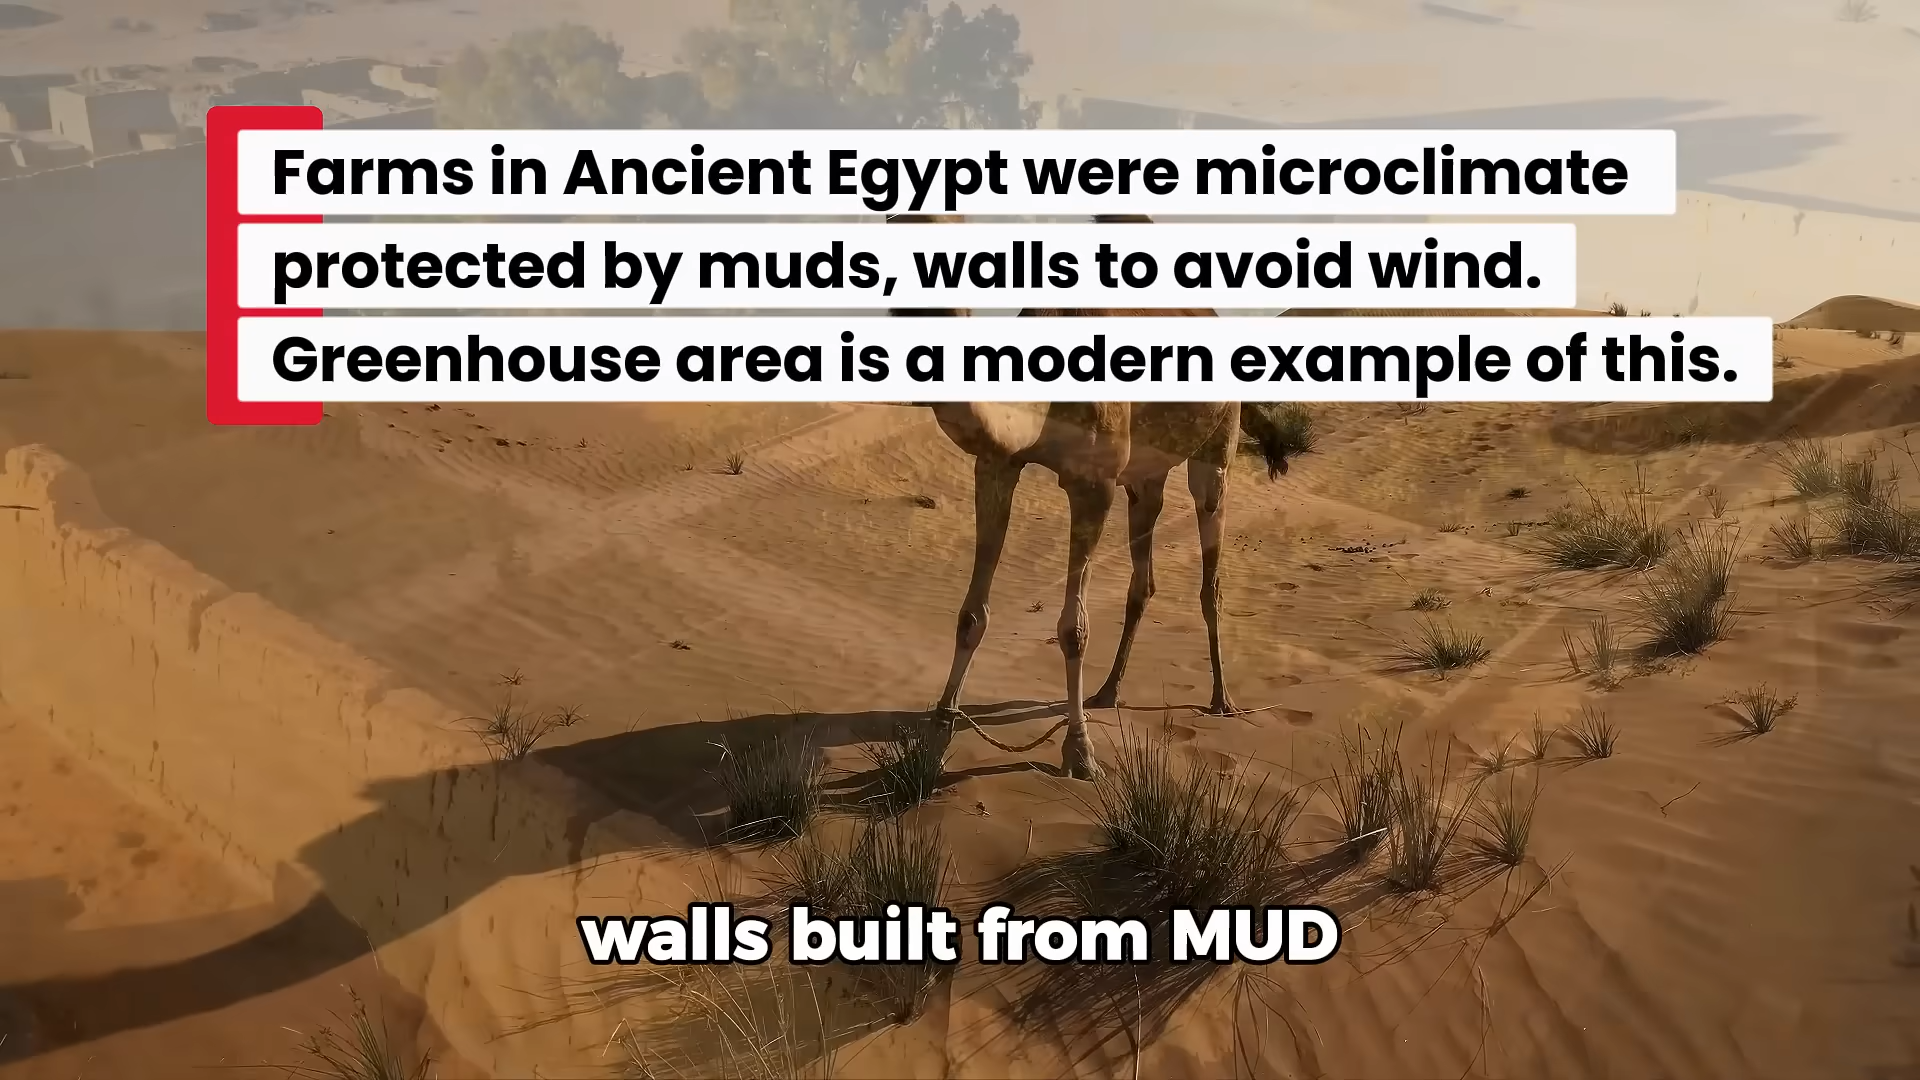 Farms in Ancient Egypt were microclimate
protected by muds, walls to avoid wind.
Greenhouse area is a modern example of this.
walls built from MUD